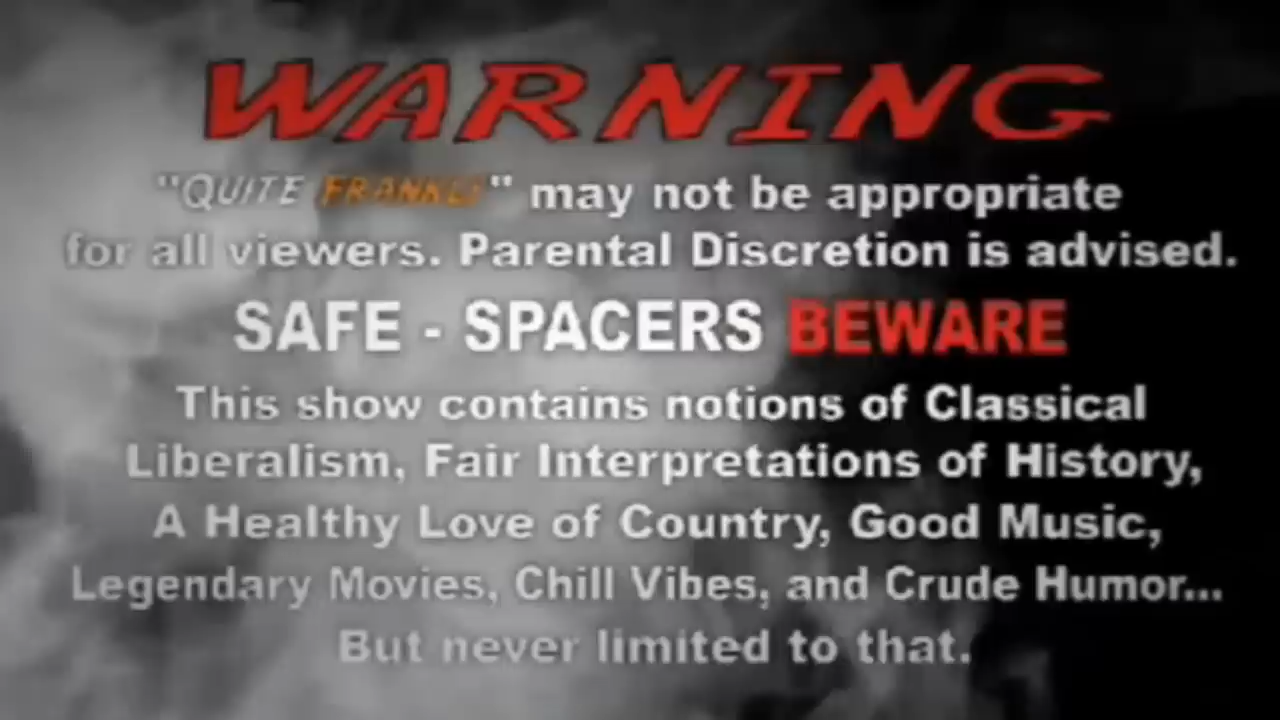 WARNING
"QUITE FRANKLY" may not be appropriate
for all viewers. Parental Discretion is advised.
SAFE - SPACERS BEWARE
This show contains notions of Classical
Liberalism, Fair Interpretations of History,
A Healthy Love of Country, Good Music,
Legendary Movies, Chill Vibes, and Crude Humor...
But never limited to that.